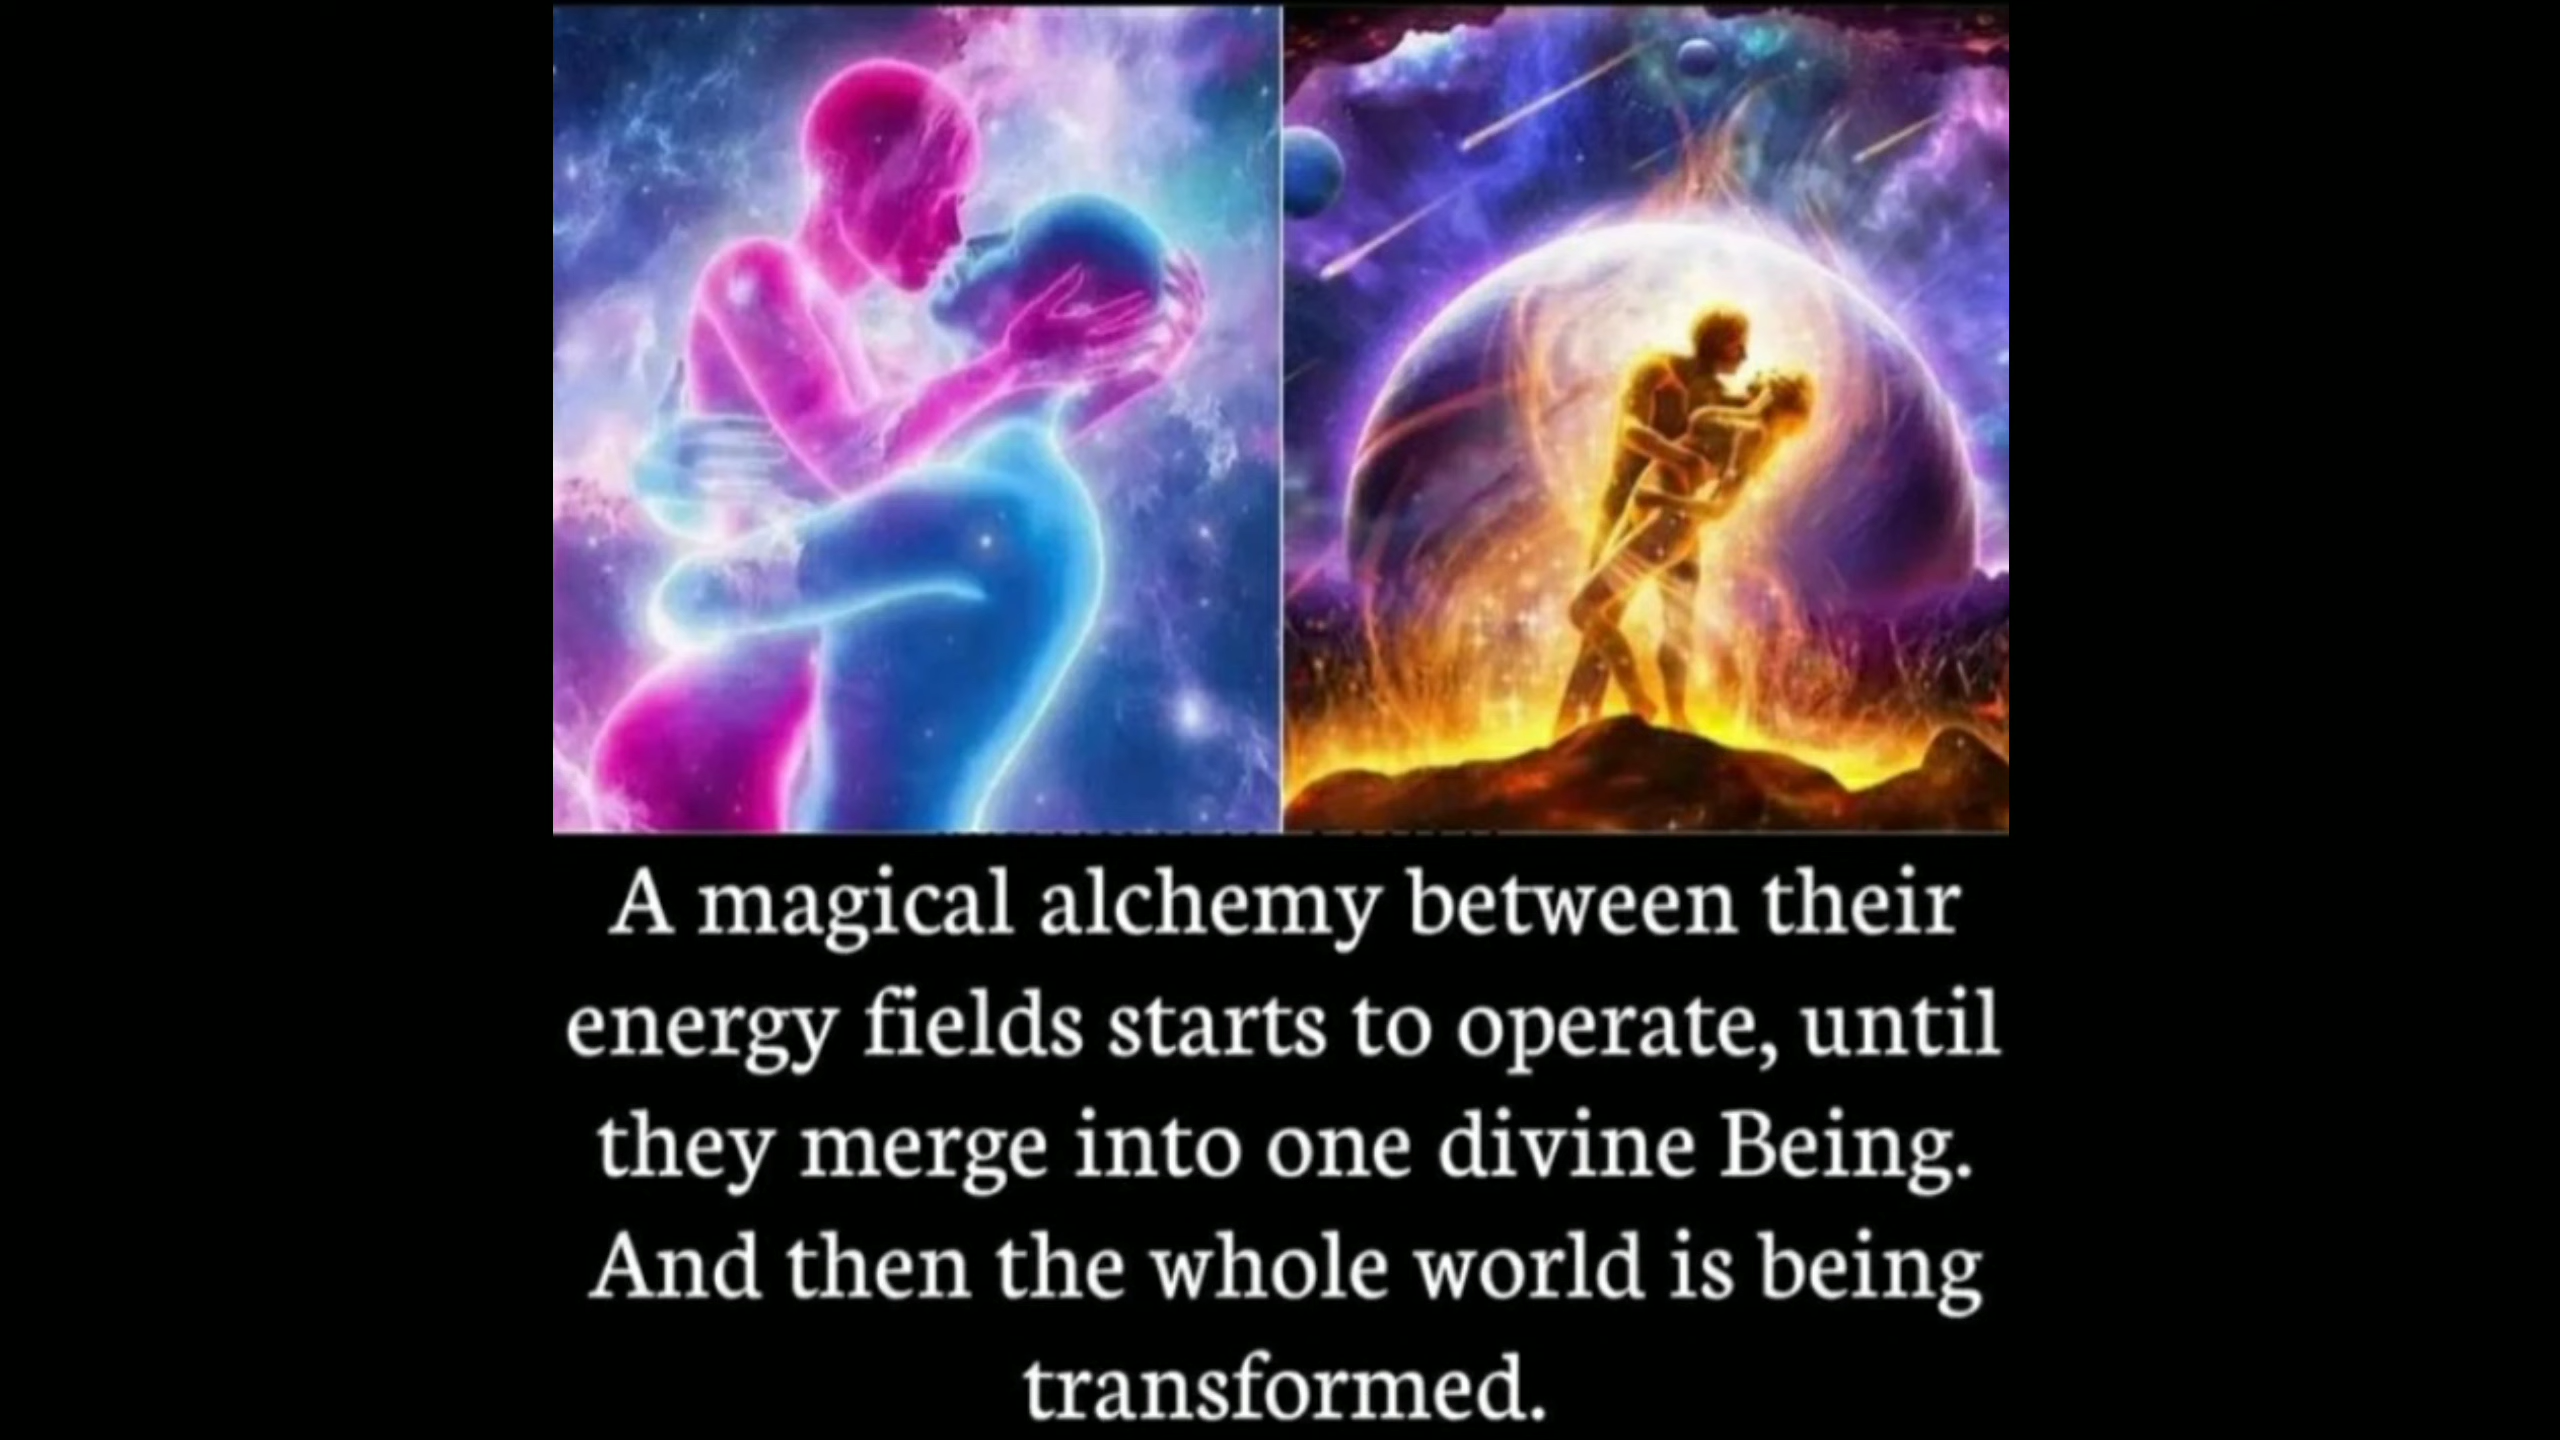 A magical alchemy between their
energy fields starts to operate, until
they merge into one divine Being.
And then the whole world is being
transformed.